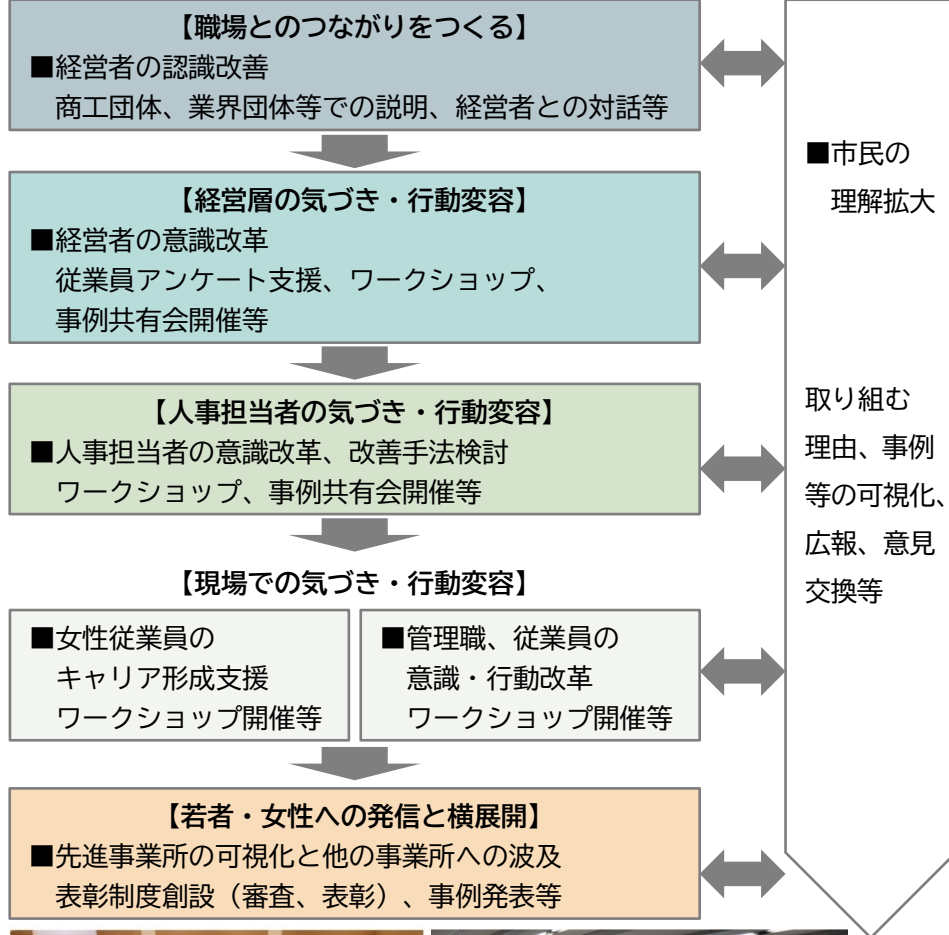 【職場とのつながりをつくる】
■経営者の認識改善
商工団体、業界団体等での説明、経営者との対話等
【経営層の気づき・行動変容】
■経営者の意識改革
従業員アンケート支援、ワークショップ、
事例共有会開催等
【人事担当者の気づき・行動変容】
■人事担当者の意識改革、改善手法検討
ワークショップ、事例共有会開催等
【現場での気づき・行動変容】
■女性従業員の
キャリア形成支援
ワークショップ開催等
■管理職、従業員の
意識・行動改革
ワークショップ開催等
【若者・女性への発信と横展開】
■先進事業所の可視化と他の事業所への波及
表彰制度創設（審査、表彰）、事例発表等
■市民の
理解拡大
取り組む
理由、事例
等の可視化、
広報、意見
交換等